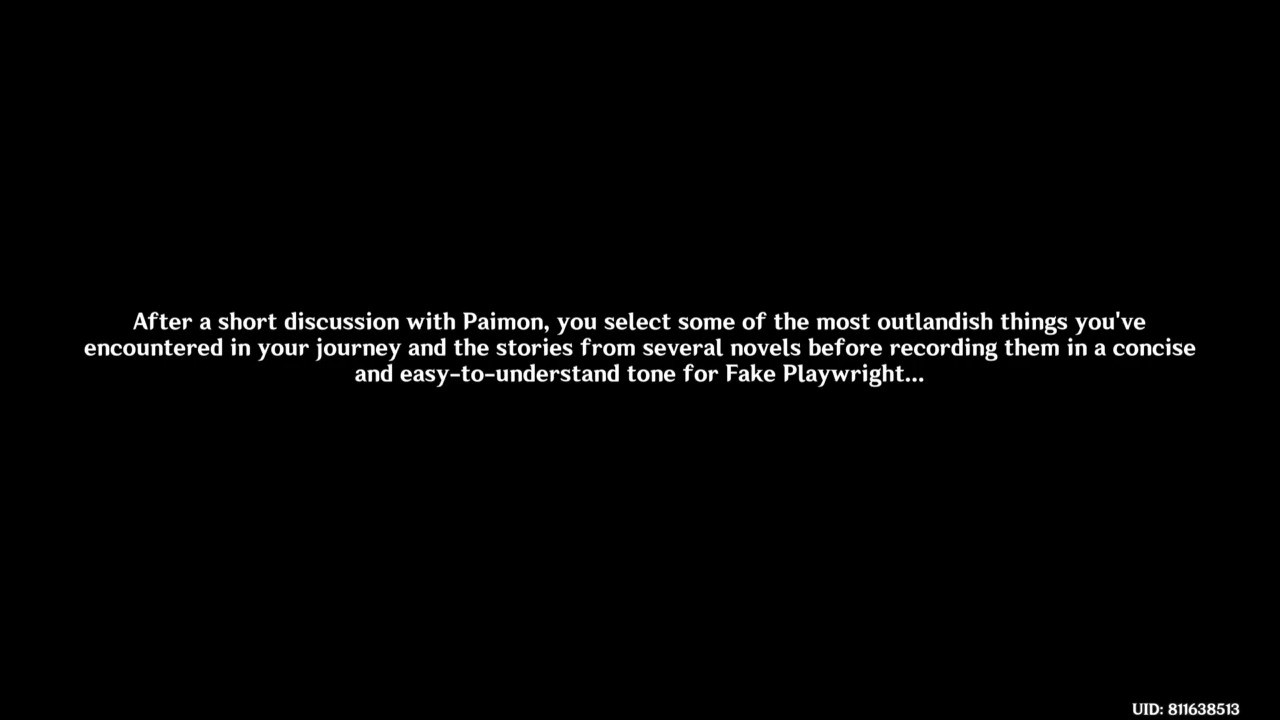 After a short discussion with Paimon, you select some of the most outlandish things you've
encountered in your journey and the stories from several novels before recording them in a concise
and easy-to-understand tone for Fake Playwright...
UID: 811638513